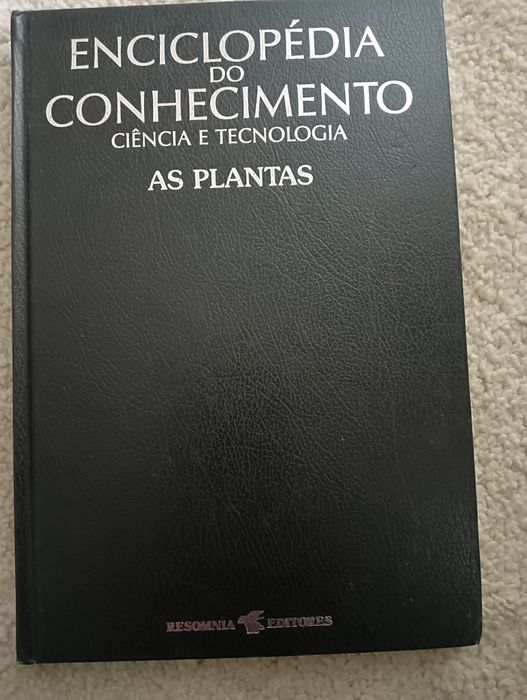 ENCICLOPÉDIA
DO
CONHECIMENTO
CIÊNCIA E TECNOLOGIA
AS PLANTAS
RESOMNIA EDITORES